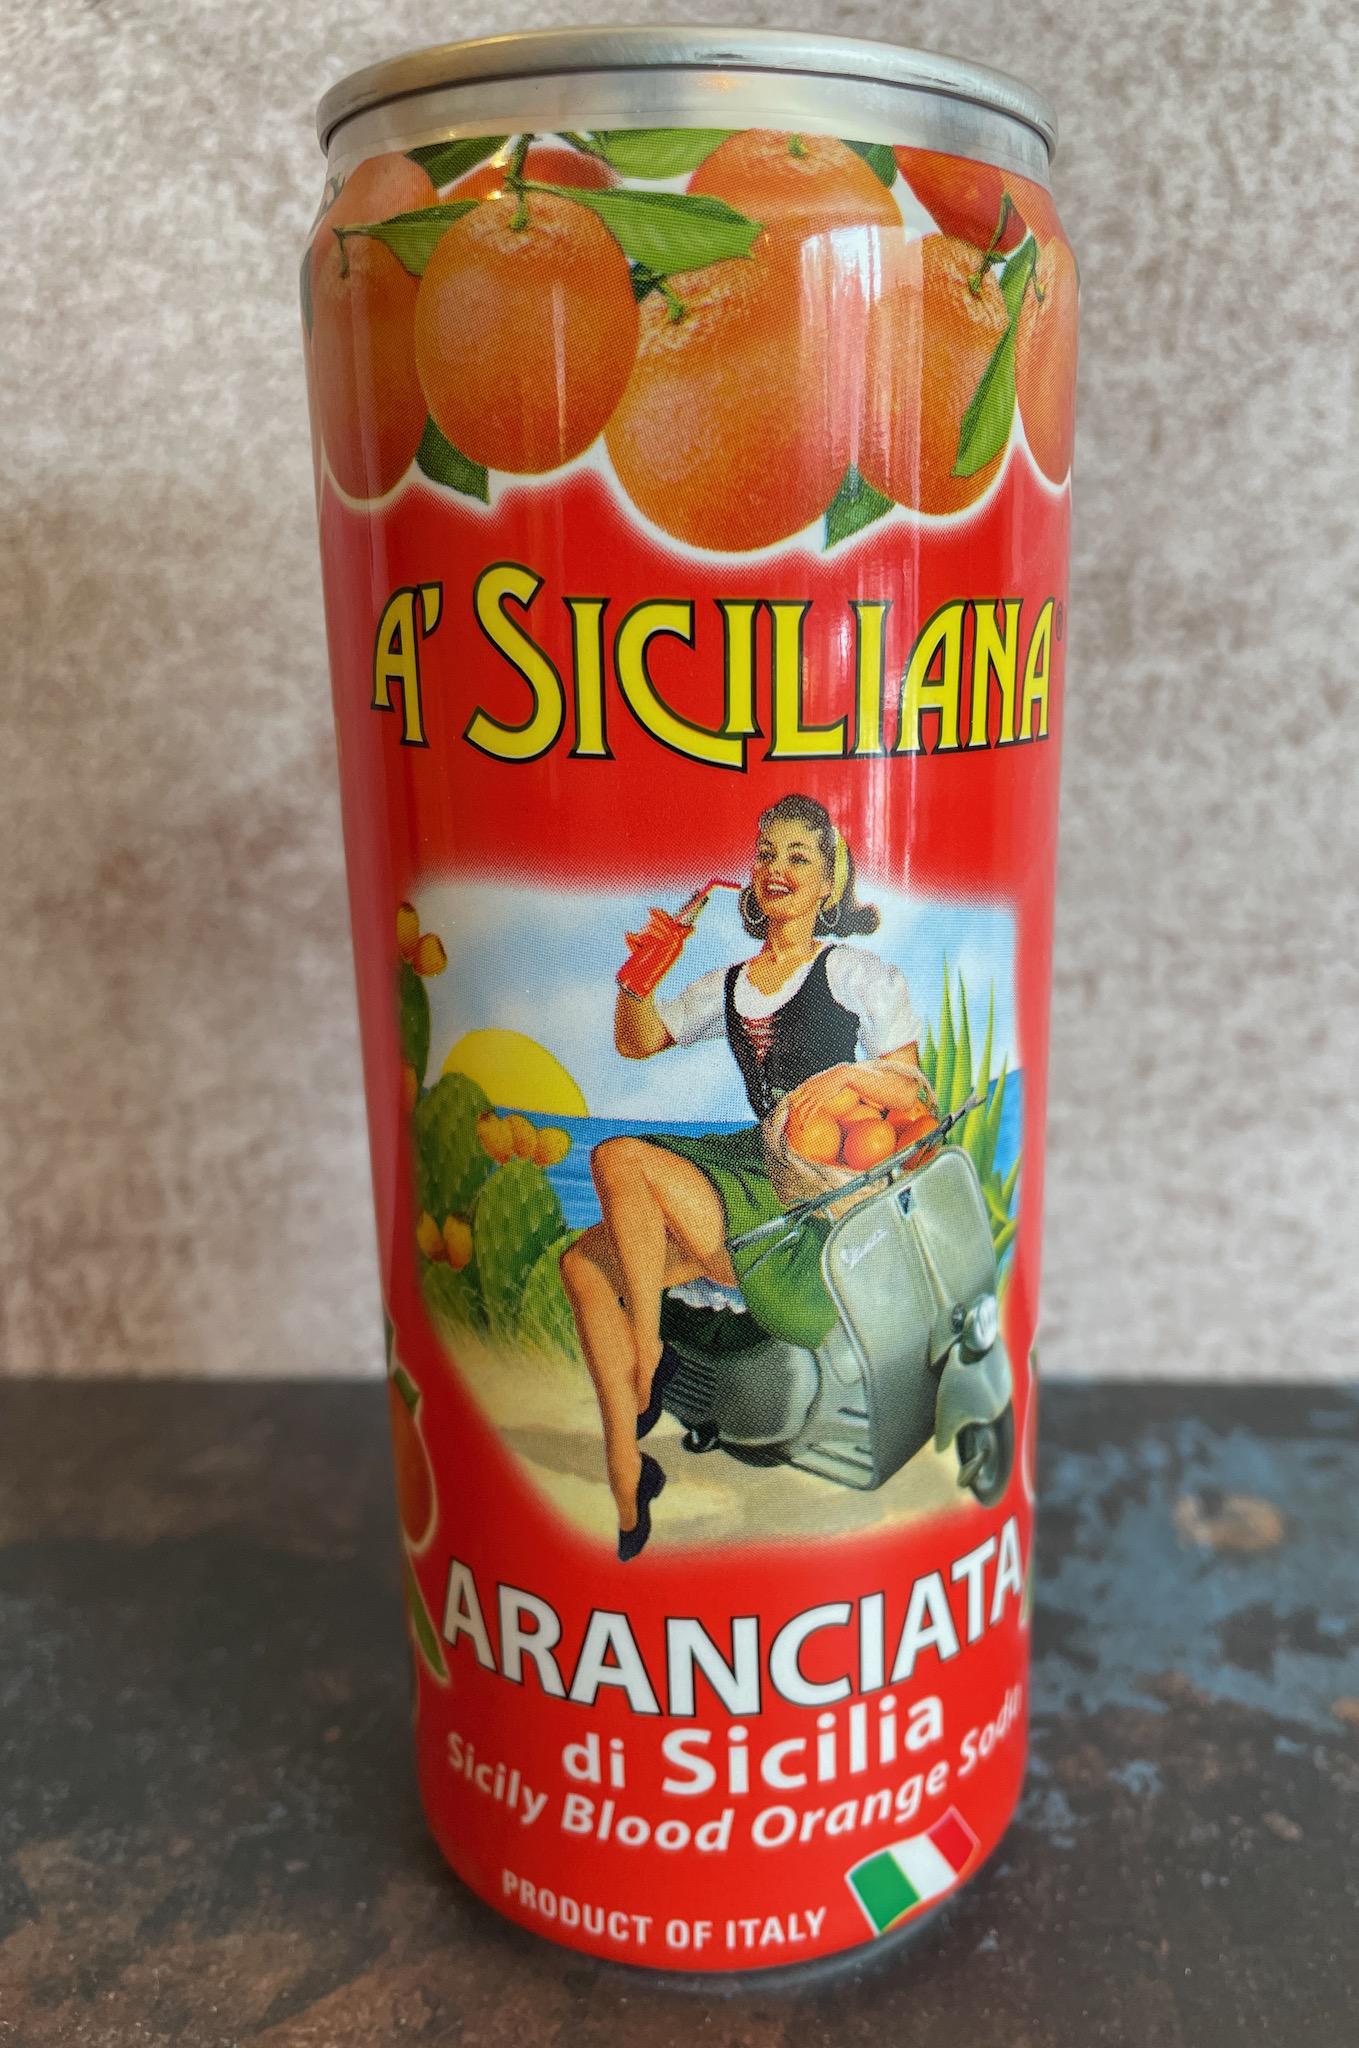 A' SICILIANA®
ARANCIATA
di Sicilia
Sicily Blood Orange Soda
PRODUCT OF ITALY